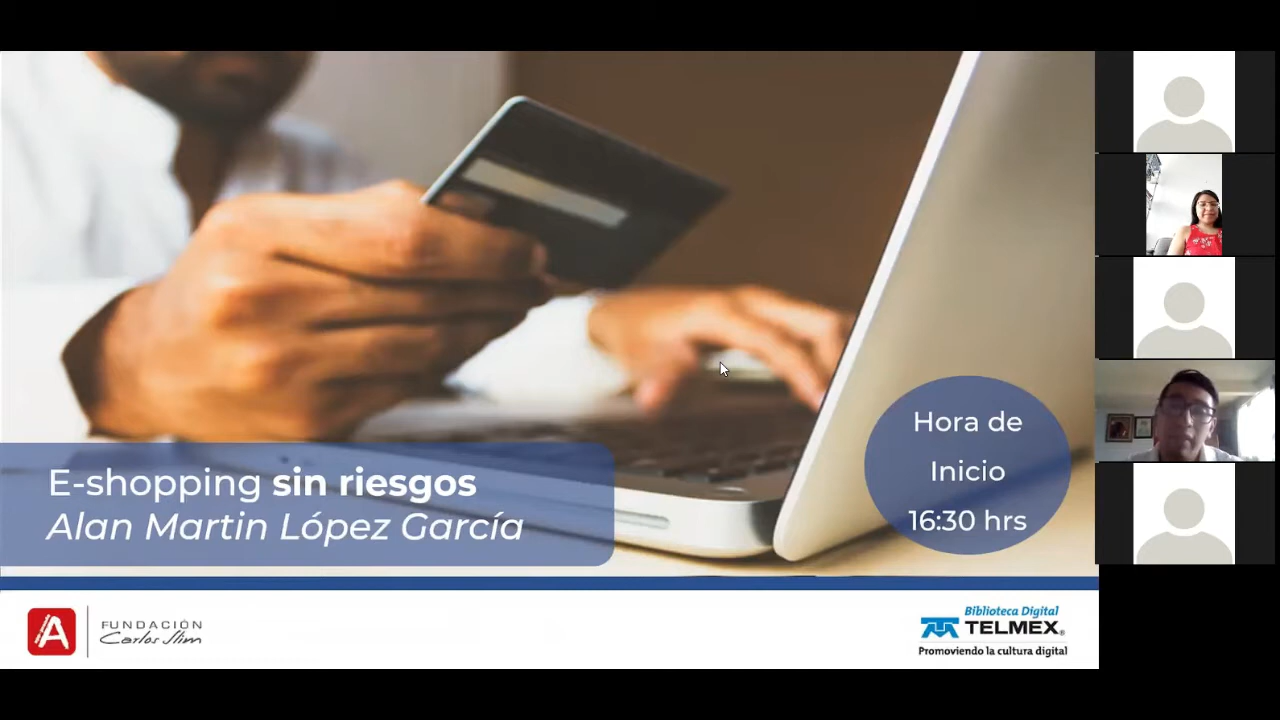 E-shopping sin riesgos
Alan Martin López García
Hora de
Inicio
16:30 hrs
FUNDACIÓN
Carlos Slim
Biblioteca Digital
TELMEX®
Promoviendo la cultura digital